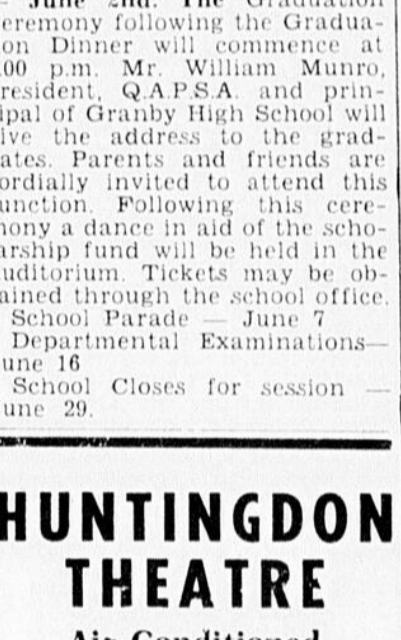 June 2nd. The Graduation
eremony following the Gradua-
on Dinner will commence at
.00 p.m. Mr. William Munro,
resident, Q.A.P.S.A. and prin-
ipal of Granby High School will
ive the address to the grad-
ates. Parents and friends are
ordially invited to attend this
unction. Following this cere-
mony a dance in aid of the scho-
arship fund will be held in the
uditorium. Tickets may be ob-
ained through the school office.
School Parade — June 7
Departmental Examinations—
une 16
School Closes for session —
une 29.
HUNTINGDON
THEATRE
Air Conditioned